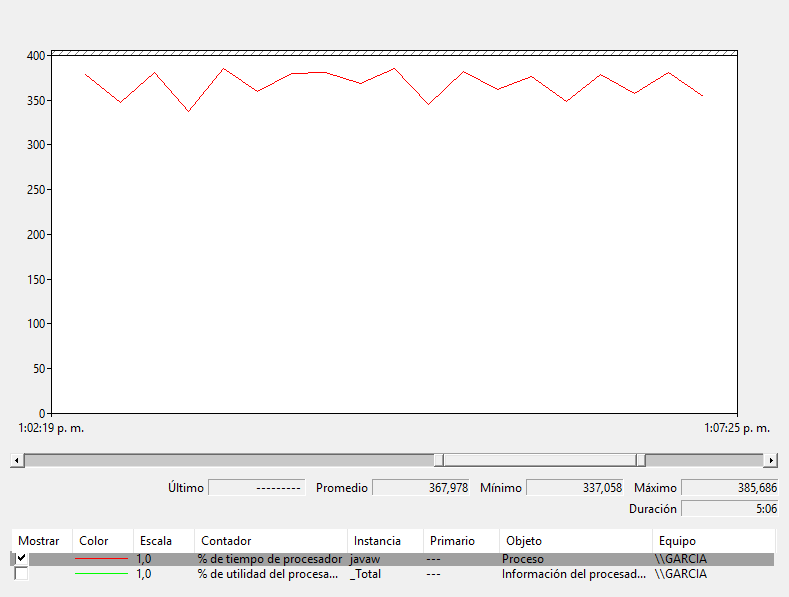 400
350
300
250
200
150
100
50
0
1:02:19 p. m. 1:07:25 p. m.
Último --------- Promedio 367,978 Mínimo 337,058 Máximo 385,686
Duración 5:06
Mostrar Color Escala Contador Instancia Primario Objeto Equipo
1,0 % de tiempo de procesador javaw --- Proceso \\GARCIA
1,0 % de utilidad del procesa... _Total --- Información del procesad... \\GARCIA